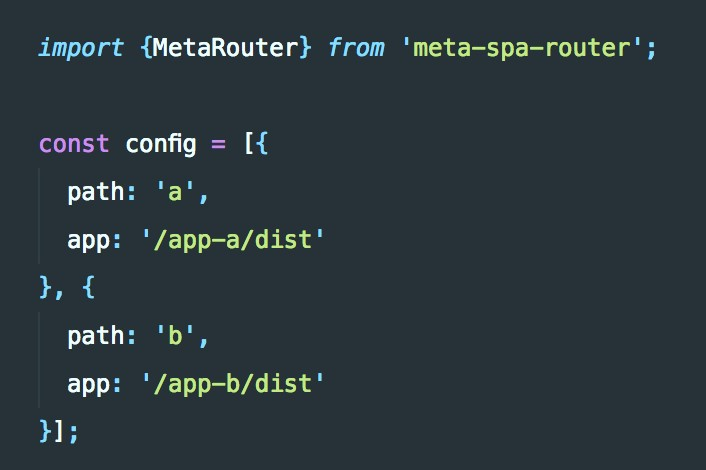 import {MetaRouter} from 'meta-spa-router';
const config = [{
path: 'a',
app: '/app-a/dist'
}, {
path: 'b',
app: '/app-b/dist'
}];